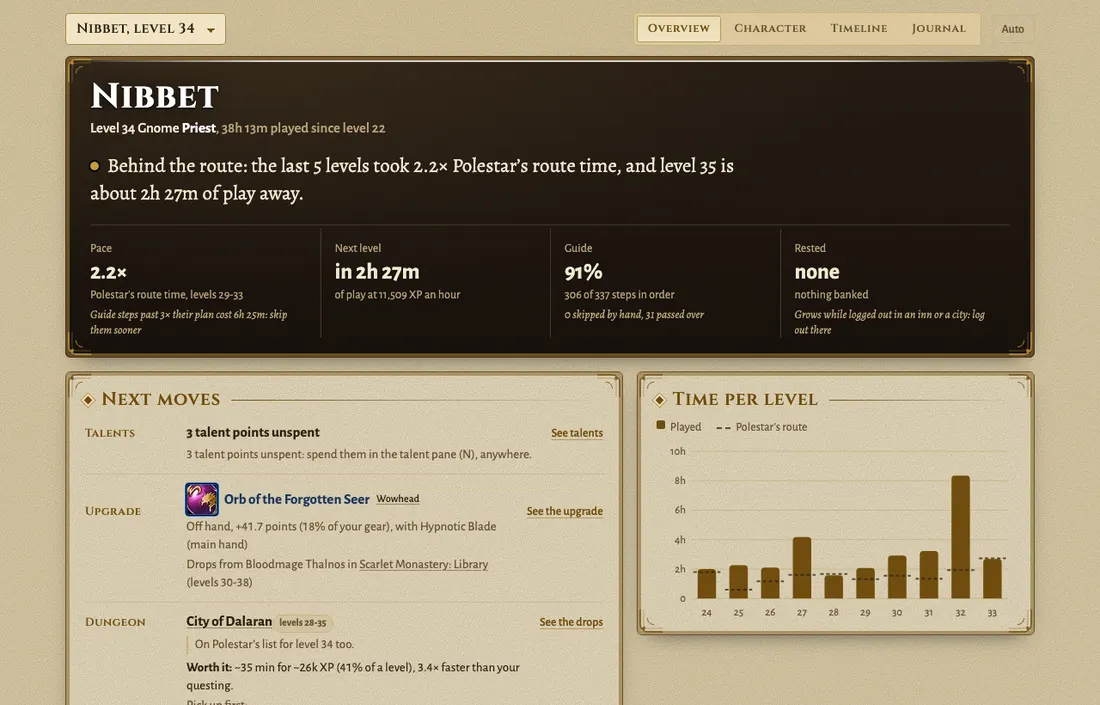 Nibbet, Level 34
Overview Character Timeline Journal Auto
Nibbet
Level 34 Gnome Priest, 38h 13m played since level 22
Behind the route: the last 5 levels took 2.2× Polestar's route time, and level 35 is
about 2h 27m of play away.
Pace
2.2×
Polestar's route time, levels 29-33
Guide steps past 3× their plan cost 6h 25m: skip
them sooner
Next level
in 2h 27m
of play at 11,509 XP an hour
Guide
91%
306 of 337 steps in order
0 skipped by hand, 31 passed over
Rested
none
nothing banked
Grows while logged out in an inn or a city: log
out there
Next moves
Talents
3 talent points unspent
See talents
3 talent points unspent: spend them in the talent pane (N), anywhere.
Upgrade
Orb of the Forgotten Seer Wowhead
See the upgrade
Off hand, +41.7 points (18% of your gear), with Hypnotic Blade
(main hand)
Drops from Bloodmage Thalnos in Scarlet Monastery: Library
(levels 30-38)
Dungeon
City of Dalaran levels 28-35
See the drops
On Polestar's list for level 34 too.
Worth it: ~35 min for ~26k XP (41% of a level), 3.4× faster than your
questing.
Pick up first
Time per level
Played Polestar's route
10h
8h
6h
4h
2h
0
24 25 26 27 28 29 30 31 32 33